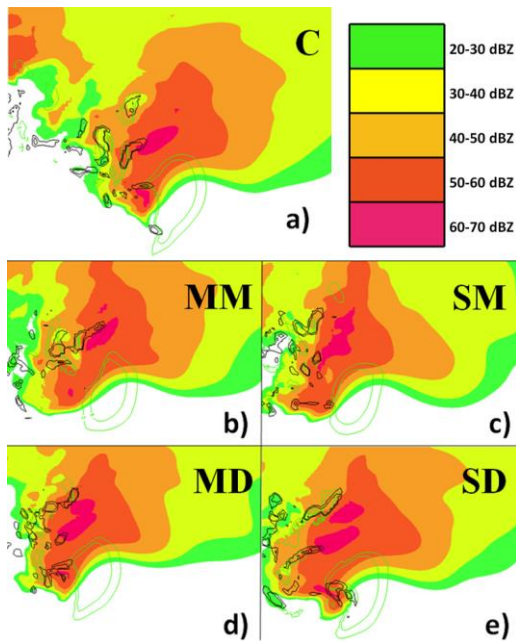 C
20-30 dBZ
30-40 dBZ
40-50 dBZ
50-60 dBZ
60-70 dBZ
a)
MM
SM
b)
c)
MD
SD
d)
e)